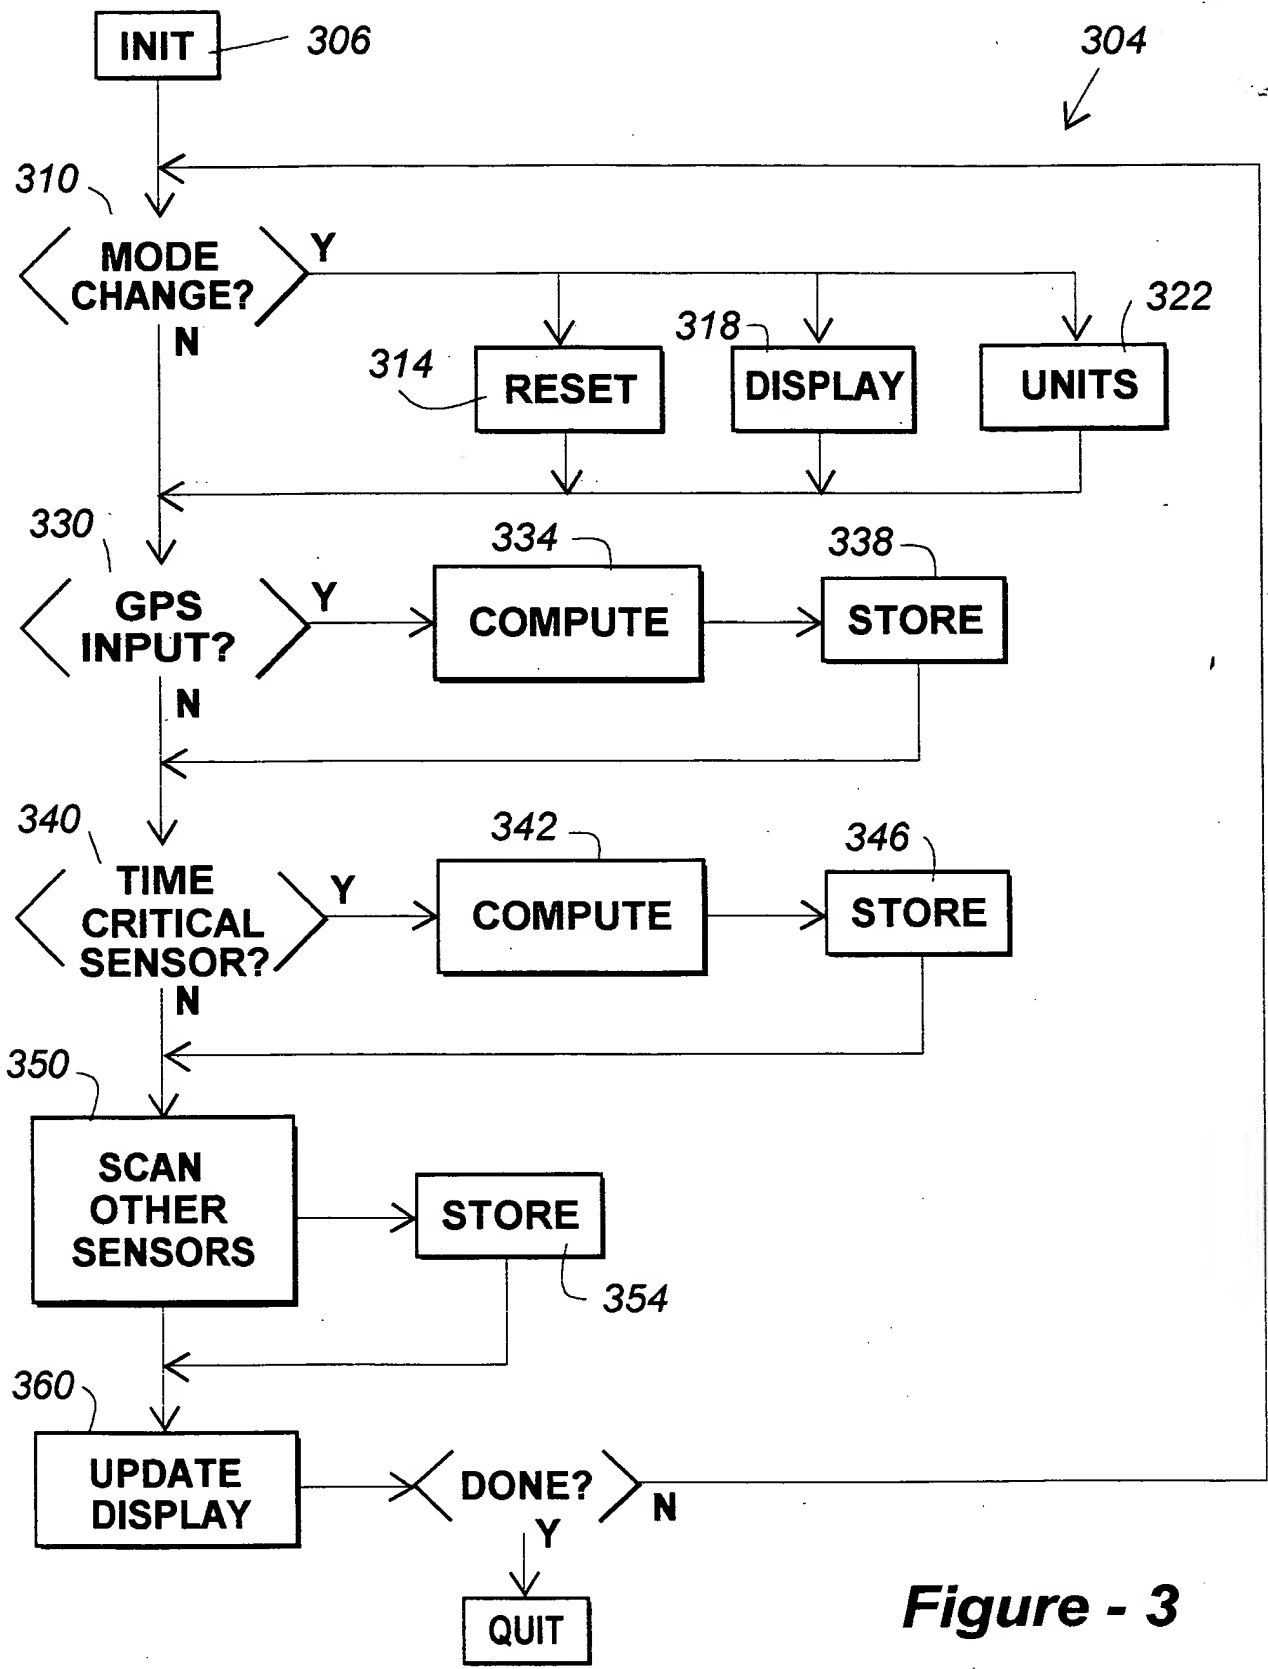 INIT
306
304
310
MODE
CHANGE?
Y
N
314
RESET
318
DISPLAY
322
UNITS
330
GPS
INPUT?
Y
N
334
COMPUTE
338
STORE
340
TIME
CRITICAL
SENSOR?
Y
N
342
COMPUTE
346
STORE
350
SCAN
OTHER
SENSORS
STORE
354
360
UPDATE
DISPLAY
DONE?
N
Y
QUIT
Figure - 3